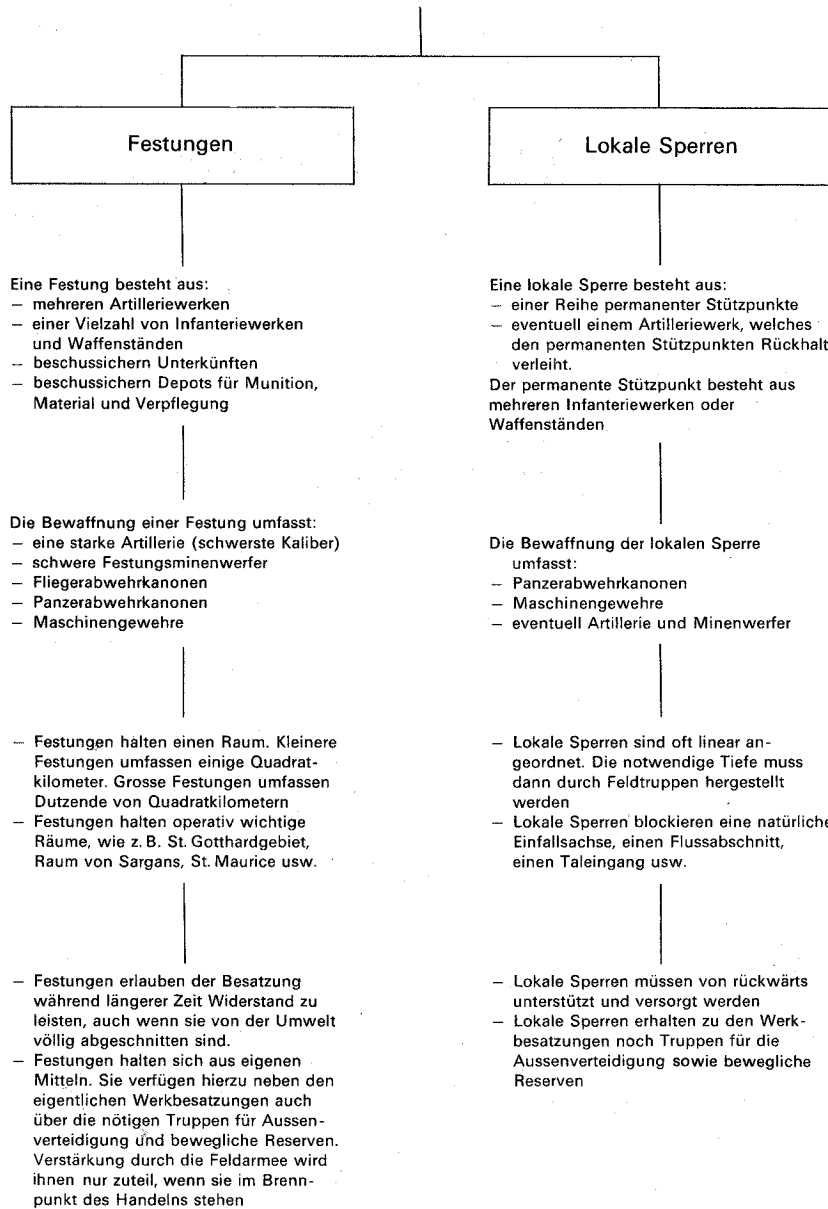 Festungen
Eine Festung besteht aus:
– mehreren Artilleriewerken
– einer Vielzahl von Infanteriewerken
und Waffenständen
– beschussichern Unterkünften
– beschussichern Depots für Munition,
Material und Verpflegung
Die Bewaffnung einer Festung umfasst:
– eine starke Artillerie (schwerste Kaliber)
– schwere Festungsminenwerfer
– Fliegerabwehrkanonen
– Panzerabwehrkanonen
– Maschinengewehre
– Festungen halten einen Raum. Kleinere
Festungen umfassen einige Quadrat-
kilometer. Grosse Festungen umfassen
Dutzende von Quadratkilometern
– Festungen halten operativ wichtige
Räume, wie z. B. St. Gotthardgebiet,
Raum von Sargans, St. Maurice usw.
– Festungen erlauben der Besatzung
während längerer Zeit Widerstand zu
leisten, auch wenn sie von der Umwelt
völlig abgeschnitten sind.
– Festungen halten sich aus eigenen
Mitteln. Sie verfügen hierzu neben den
eigentlichen Werkbesatzungen auch
über die nötigen Truppen für Aussen-
verteidigung und bewegliche Reserven.
Verstärkung durch die Feldarmee wird
ihnen nur zuteil, wenn sie im Brenn-
punkt des Handelns stehen
Lokale Sperren
Eine lokale Sperre besteht aus:
– einer Reihe permanenter Stützpunkte
– eventuell einem Artilleriewerk, welches
den permanenten Stützpunkten Rückhalt
verleiht.
Der permanente Stützpunkt besteht aus
mehreren Infanteriewerken oder
Waffenständen
Die Bewaffnung der lokalen Sperre
umfasst:
– Panzerabwehrkanonen
– Maschinengewehre
– eventuell Artillerie und Minenwerfer
– Lokale Sperren sind oft linear an-
geordnet. Die notwendige Tiefe muss
dann durch Feldtruppen hergestellt
werden
– Lokale Sperren blockieren eine natürliche
Einfallsachse, einen Flussabschnitt,
einen Taleingang usw.
– Lokale Sperren müssen von rückwärts
unterstützt und versorgt werden
– Lokale Sperren erhalten zu den Werk-
besatzungen noch Truppen für die
Aussenverteidigung sowie bewegliche
Reserven